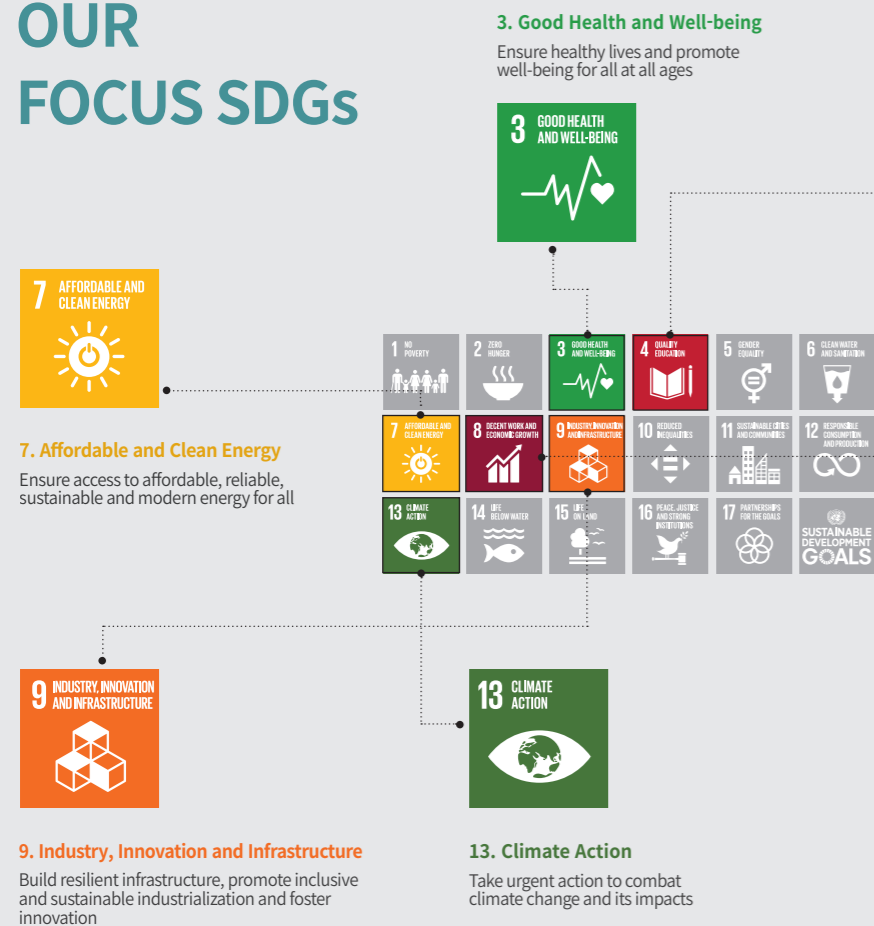 OUR
FOCUS SDGs
3. Good Health and Well-being
Ensure healthy lives and promote
well-being for all at all ages
3 GOOD HEALTH
AND WELL-BEING
7 AFFORDABLE AND
CLEAN ENERGY
7. Affordable and Clean Energy
Ensure access to affordable, reliable,
sustainable and modern energy for all
1 NO
POVERTY
2 ZERO
HUNGER
3 GOOD HEALTH
AND WELL-BEING
4 QUALITY
EDUCATION
5 GENDER
EQUALITY
6 CLEAN WATER
AND SANITATION
7 AFFORDABLE AND
CLEAN ENERGY
8 DECENT WORK AND
ECONOMIC GROWTH
9 INDUSTRY, INNOVATION
AND INFRASTRUCTURE
10 REDUCED
INEQUALITIES
11 SUSTAINABLE CITIES
AND COMMUNITIES
12 RESPONSIBLE
CONSUMPTION
AND PRODUCTION
13 CLIMATE
ACTION
14 LIFE
BELOW WATER
15 LIFE
ON LAND
16 PEACE, JUSTICE
AND STRONG
INSTITUTIONS
17 PARTNERSHIPS
FOR THE GOALS
SUSTAINABLE
DEVELOPMENT
GOALS
9 INDUSTRY, INNOVATION
AND INFRASTRUCTURE
9. Industry, Innovation and Infrastructure
Build resilient infrastructure, promote inclusive
and sustainable industrialization and foster
innovation
13 CLIMATE
ACTION
13. Climate Action
Take urgent action to combat
climate change and its impacts